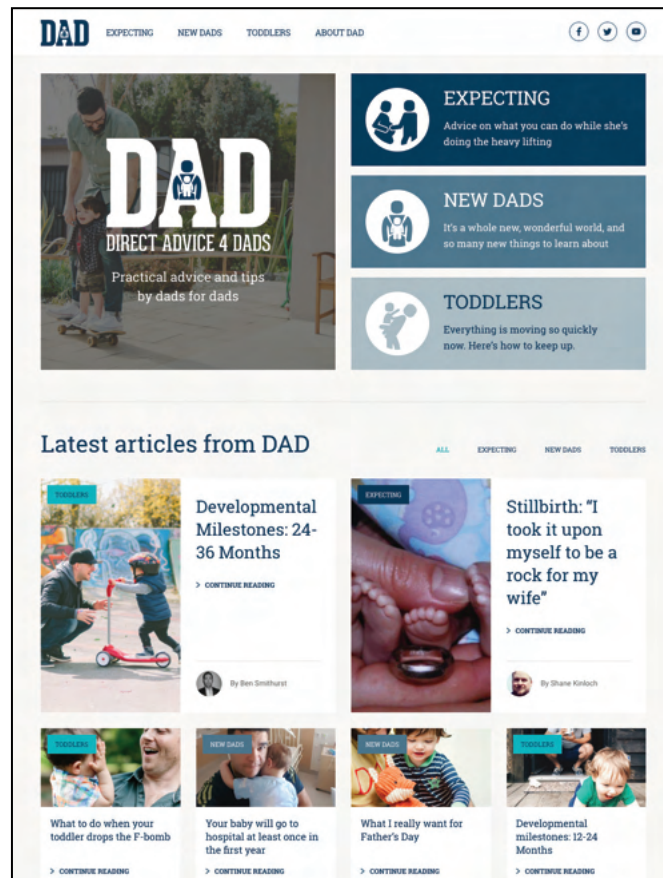 DAD
EXPECTING
NEW DADS
TODDLERS
ABOUT DAD
DAD
DIRECT ADVICE 4 DADS
Practical advice and tips
by dads for dads
EXPECTING
Advice on what you can do while she's
doing the heavy lifting
NEW DADS
It's a whole new, wonderful world, and
so many new things to learn about
TODDLERS
Everything is moving so quickly
now. Here's how to keep up.
Latest articles from DAD
ALL
EXPECTING
NEW DADS
TODDLERS
TODDLERS
Developmental
Milestones: 24-
36 Months
> CONTINUE READING
By Ben Smithurst
EXPECTING
Stillbirth: “I
took it upon
myself to be a
rock for my
wife”
> CONTINUE READING
By Shane Kinloch
TODDLERS
What to do when your
toddler drops the F-bomb
> CONTINUE READING
NEW DADS
Your baby will go to
hospital at least once in
the first year
> CONTINUE READING
NEW DADS
What I really want for
Father's Day
> CONTINUE READING
TODDLERS
Developmental
milestones: 12-24
Months
> CONTINUE READING